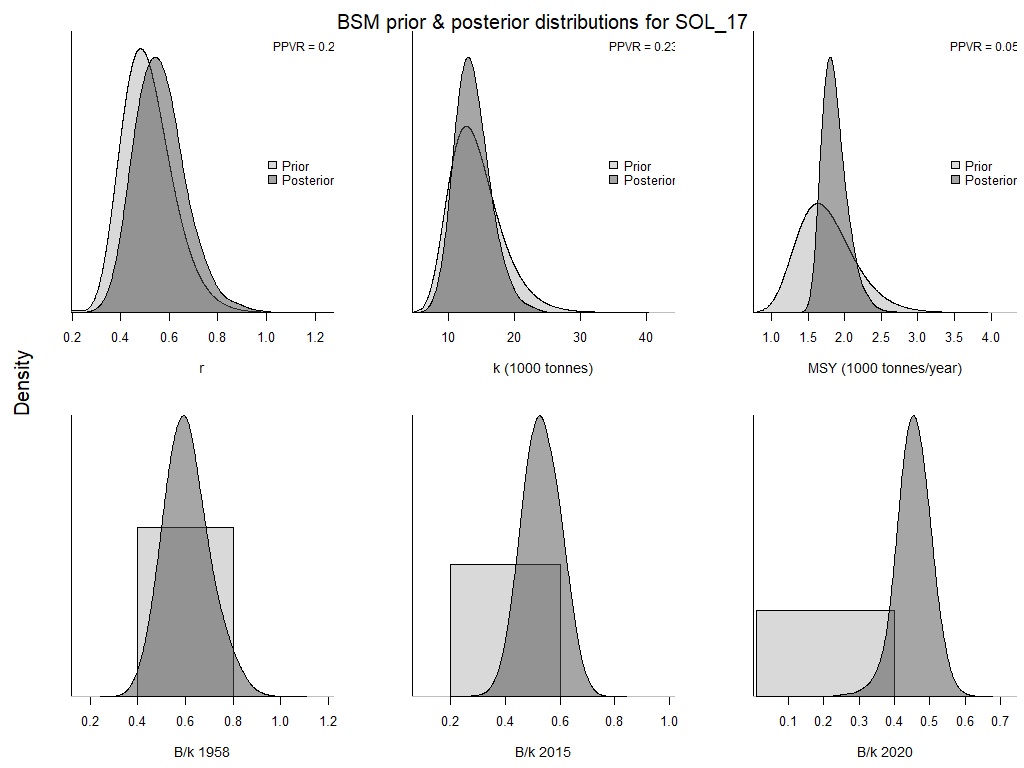 BSM prior & posterior distributions for SOL_17
PPVR = 0.2
PPVR = 0.23
PPVR = 0.05
Prior
Posterior
Prior
Posterior
Prior
Posterior
0.2 0.4 0.6 0.8 1.0 1.2
10 20 30 40
1.0 1.5 2.0 2.5 3.0 3.5 4.0
r
k (1000 tonnes)
MSY (1000 tonnes/year)
Density
0.2 0.4 0.6 0.8 1.0 1.2
0.2 0.4 0.6 0.8 1.0
0.1 0.2 0.3 0.4 0.5 0.6 0.7
B/k 1958
B/k 2015
B/k 2020